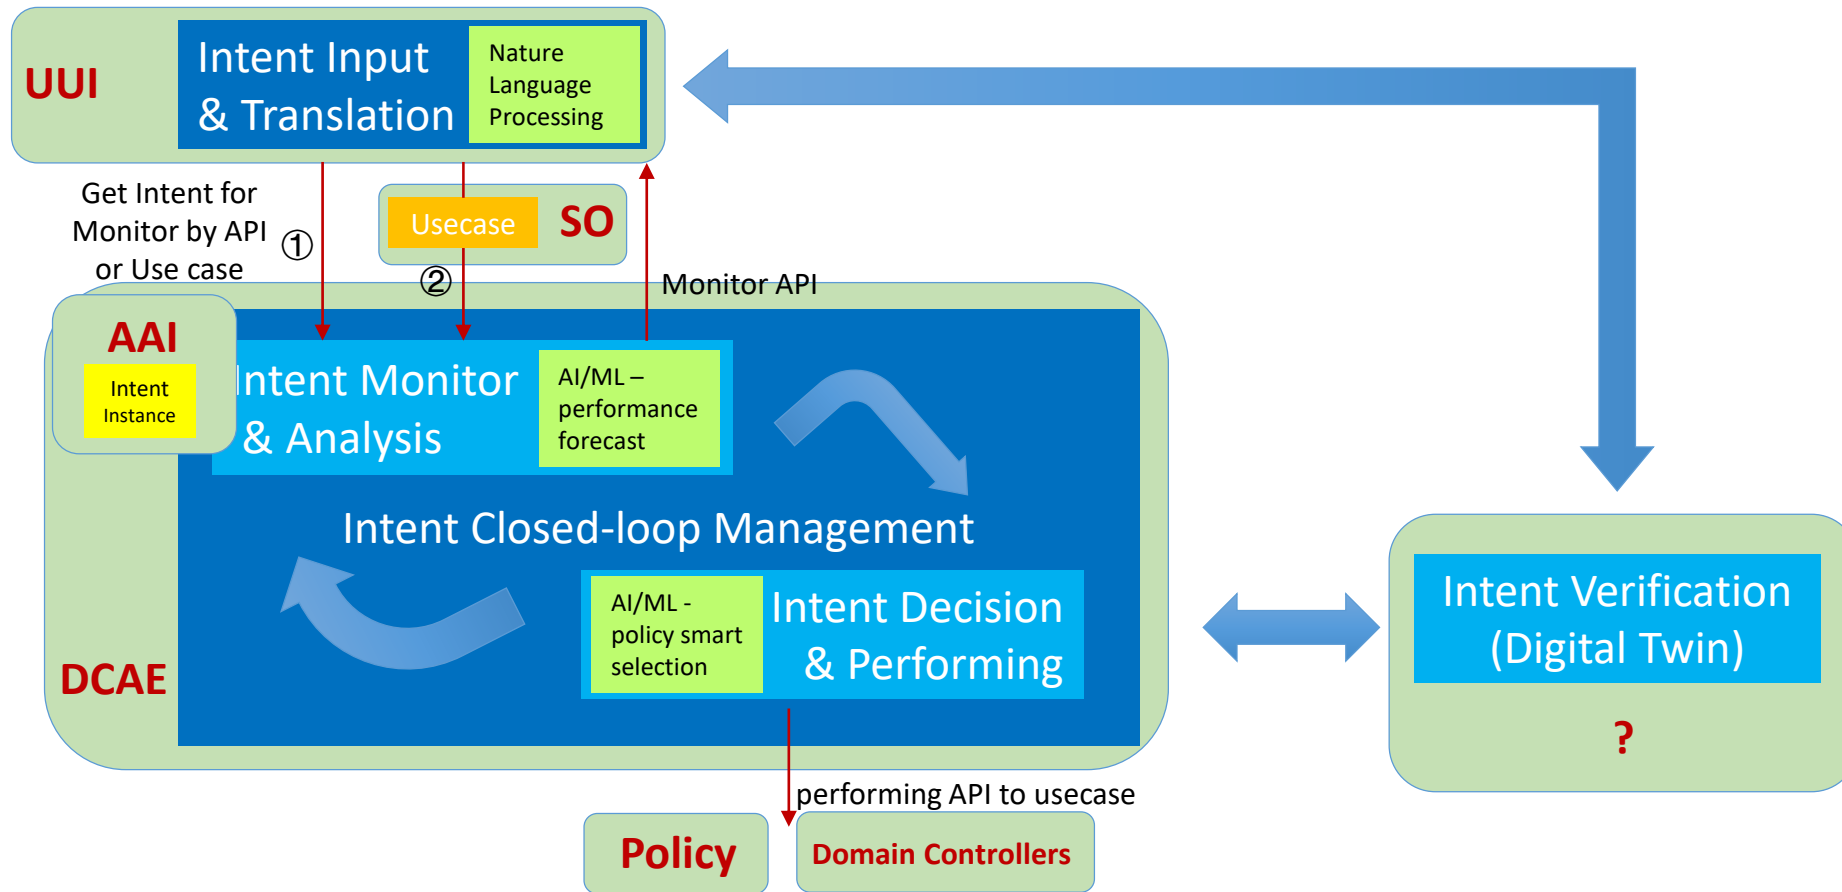 UUI
Intent Input
& Translation
Nature
Language
Processing
Get Intent for
Monitor by API
or Use case
①
Usecase
SO
②
Monitor API
AAI
Intent
Instance
Intent Monitor
& Analysis
AI/ML –
performance
forecast
Intent Closed-loop Management
AI/ML -
policy smart
selection
Intent Decision
& Performing
DCAE
Intent Verification
(Digital Twin)
?
performing API to usecase
Policy
Domain Controllers